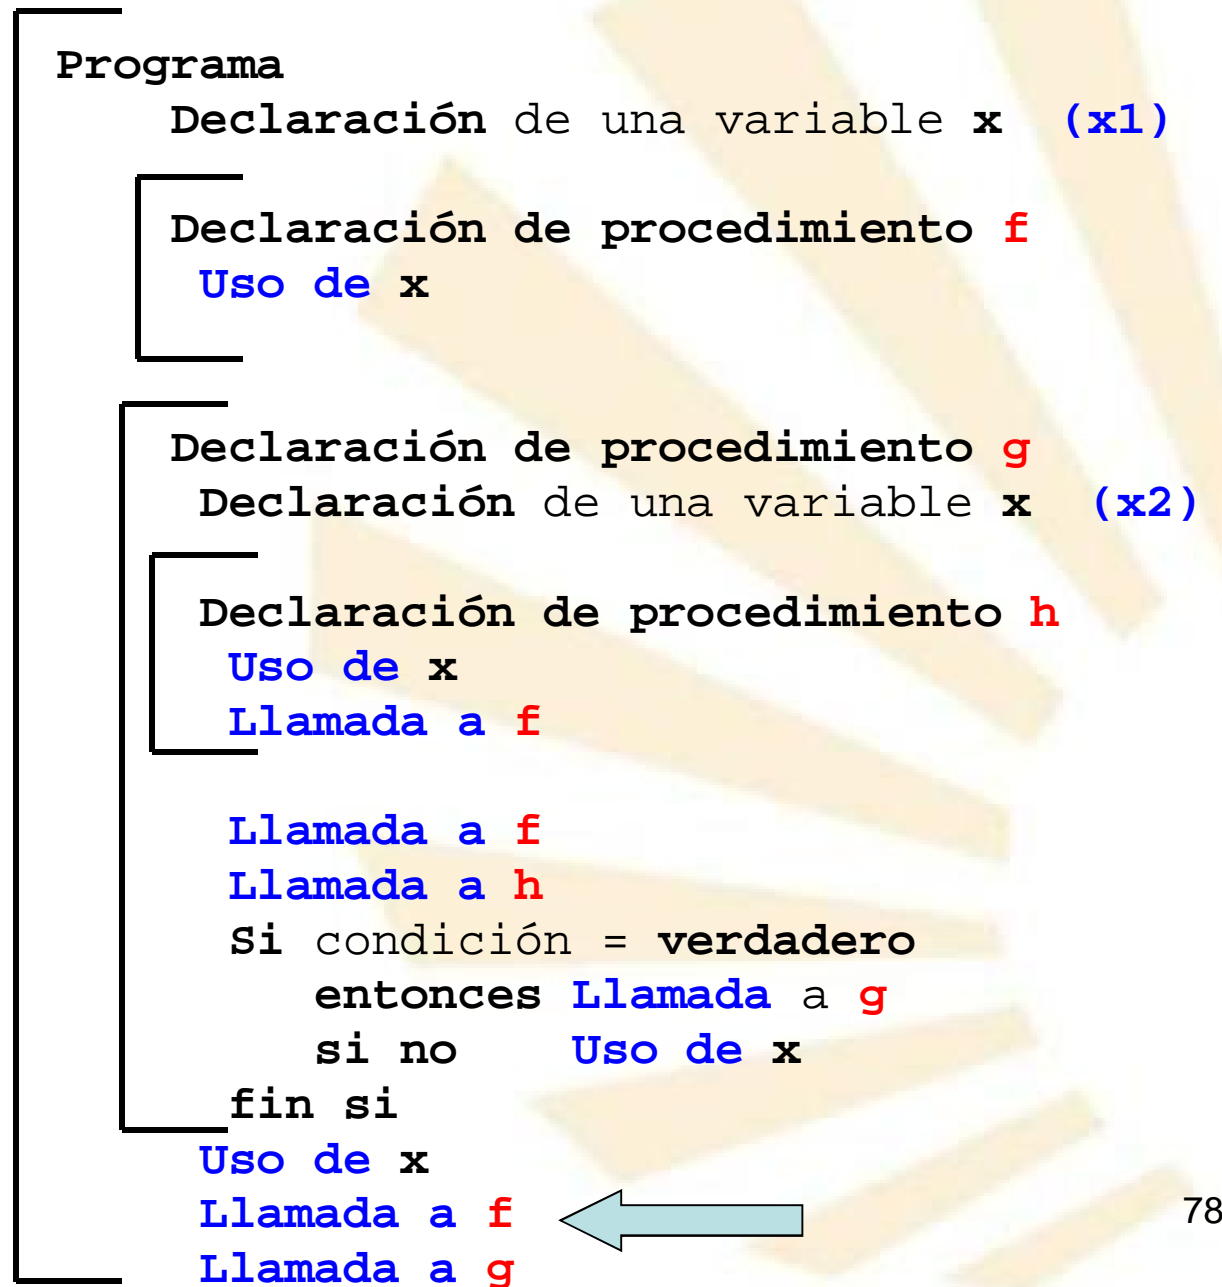 Programa
Declaración de una variable x (x1)
Declaración de procedimiento f
Uso de x
Declaración de procedimiento g
Declaración de una variable x (x2)
Declaración de procedimiento h
Uso de x
Llamada a f
Llamada a f
Llamada a h
Si condición = verdadero
entonces Llamada a g
si no Uso de x
fin si
Uso de x
Llamada a f
78
Llamada a g